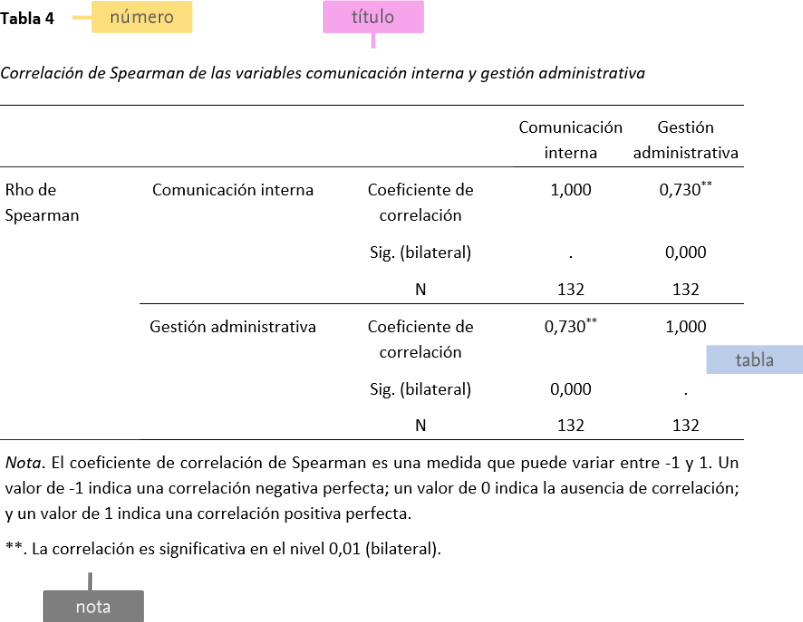 Tabla 4 número título
Correlación de Spearman de las variables comunicación interna y gestión administrativa
Comunicación Gestión
interna administrativa
Rho de Comunicación interna Coeficiente de 1,000 0,730**
Spearman correlación
Sig. (bilateral) . 0,000
N 132 132
Gestión administrativa Coeficiente de 0,730** 1,000
correlación
tabla
Sig. (bilateral) 0,000 .
N 132 132
Nota. El coeficiente de correlación de Spearman es una medida que puede variar entre -1 y 1. Un
valor de -1 indica una correlación negativa perfecta; un valor de 0 indica la ausencia de correlación;
y un valor de 1 indica una correlación positiva perfecta.
**. La correlación es significativa en el nivel 0,01 (bilateral).
nota